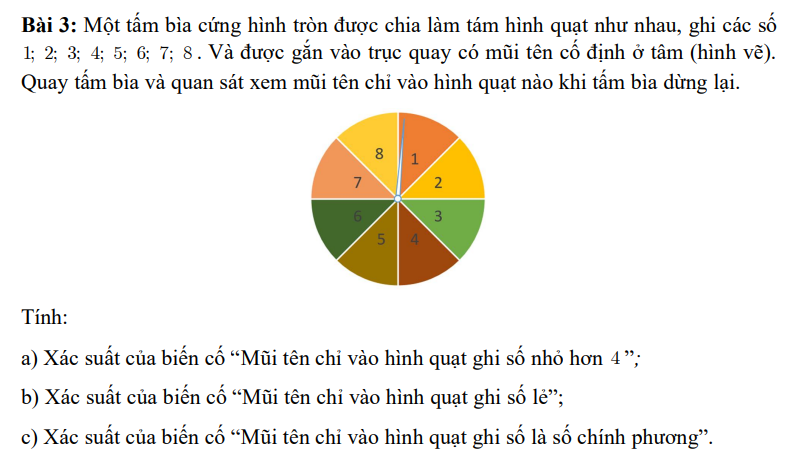 Bài 3: Một tấm bìa cứng hình tròn được chia làm tám hình quạt như nhau, ghi các số
1; 2; 3; 4; 5; 6; 7; 8. Và được gắn vào trục quay có mũi tên cố định ở tâm (hình vẽ).
Quay tấm bìa và quan sát xem mũi tên chỉ vào hình quạt nào khi tấm bìa dừng lại.
8 1
7 2
6 3
5 4
Tính:
a) Xác suất của biến cố “Mũi tên chỉ vào hình quạt ghi số nhỏ hơn 4”;
b) Xác suất của biến cố “Mũi tên chỉ vào hình quạt ghi số lẻ”;
c) Xác suất của biến cố “Mũi tên chỉ vào hình quạt ghi số là số chính phương”.